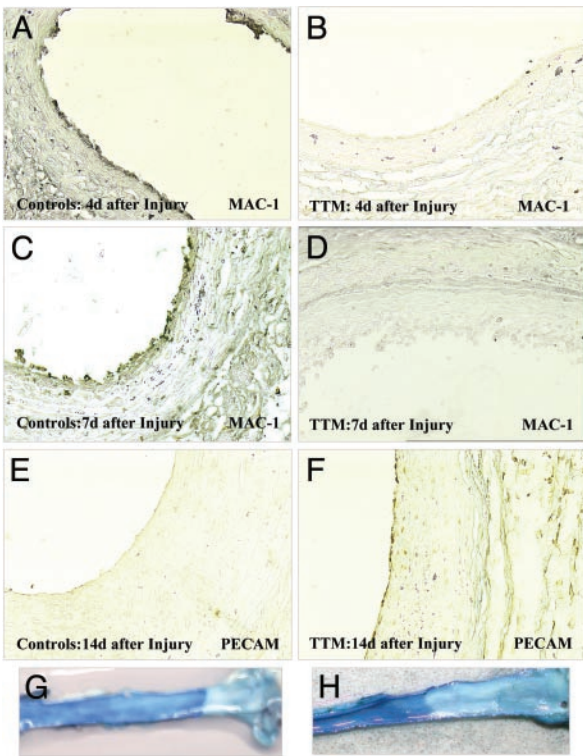 A
B
Controls: 4d after Injury MAC-1
TTM: 4d after Injury MAC-1
C
D
Controls:7d after Injury MAC-1
TTM:7d after Injury MAC-1
E
F
Controls:14d after Injury PECAM
TTM:14d after Injury PECAM
G
H